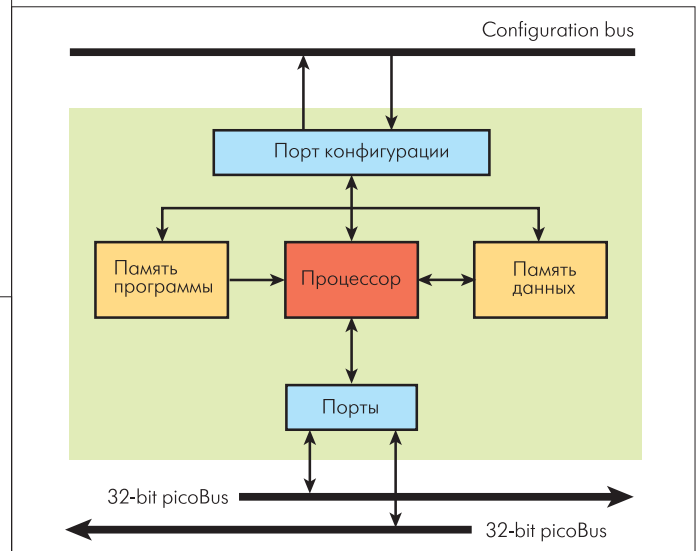 Configuration bus
Порт конфигурации
Память
программы
Процессор
Память
данных
Порты
32-bit picoBus
32-bit picoBus